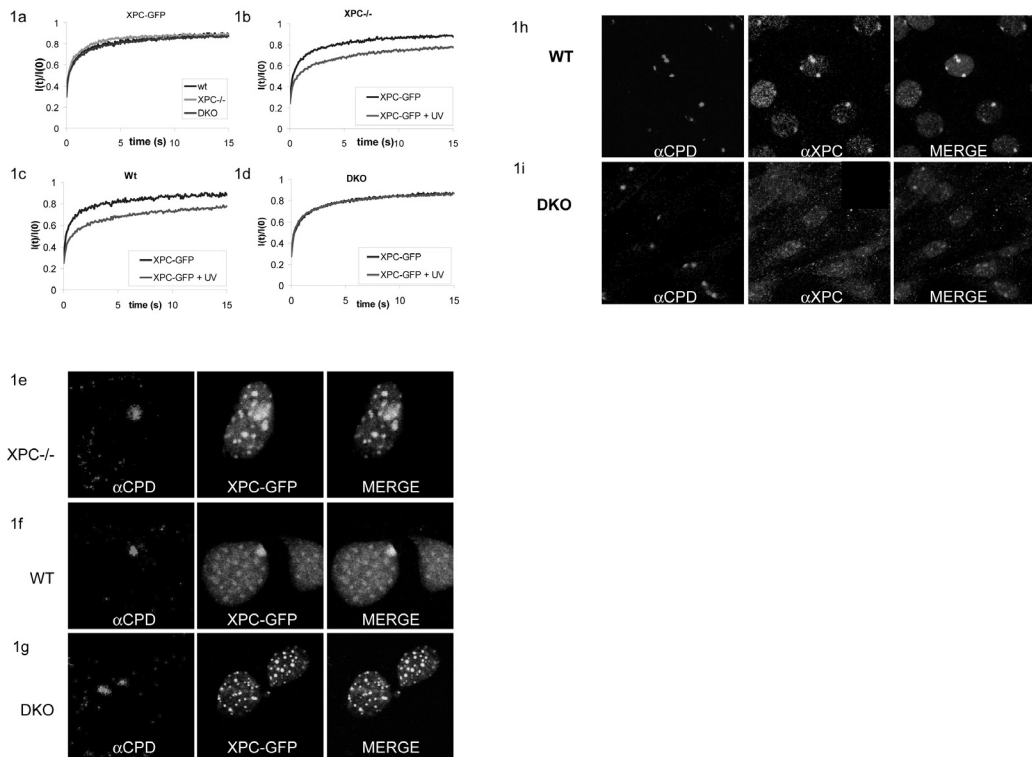 1a
XPC-GFP
I(t)/I(0)
1
0.8
0.6
0.4
0.2
0
wt
XPC-/-
DKO
0
5
10
15
time (s)
1b
XPC-/-
I(t)/I(0)
1
0.8
0.6
0.4
0.2
0
XPC-GFP
XPC-GFP + UV
0
5
10
15
time (s)
1c
Wt
I(t)/I(0)
1
0.8
0.6
0.4
0.2
0
XPC-GFP
XPC-GFP + UV
0
5
10
15
time (s)
1d
DKO
I(t)/I(0)
1
0.8
0.6
0.4
0.2
0
XPC-GFP
XPC-GFP + UV
0
5
10
15
time (s)
1e
XPC-/-
αCPD
XPC-GFP
MERGE
1f
WT
αCPD
XPC-GFP
MERGE
1g
DKO
αCPD
XPC-GFP
MERGE
1h
WT
αCPD
αXPC
MERGE
1i
DKO
αCPD
αXPC
MERGE